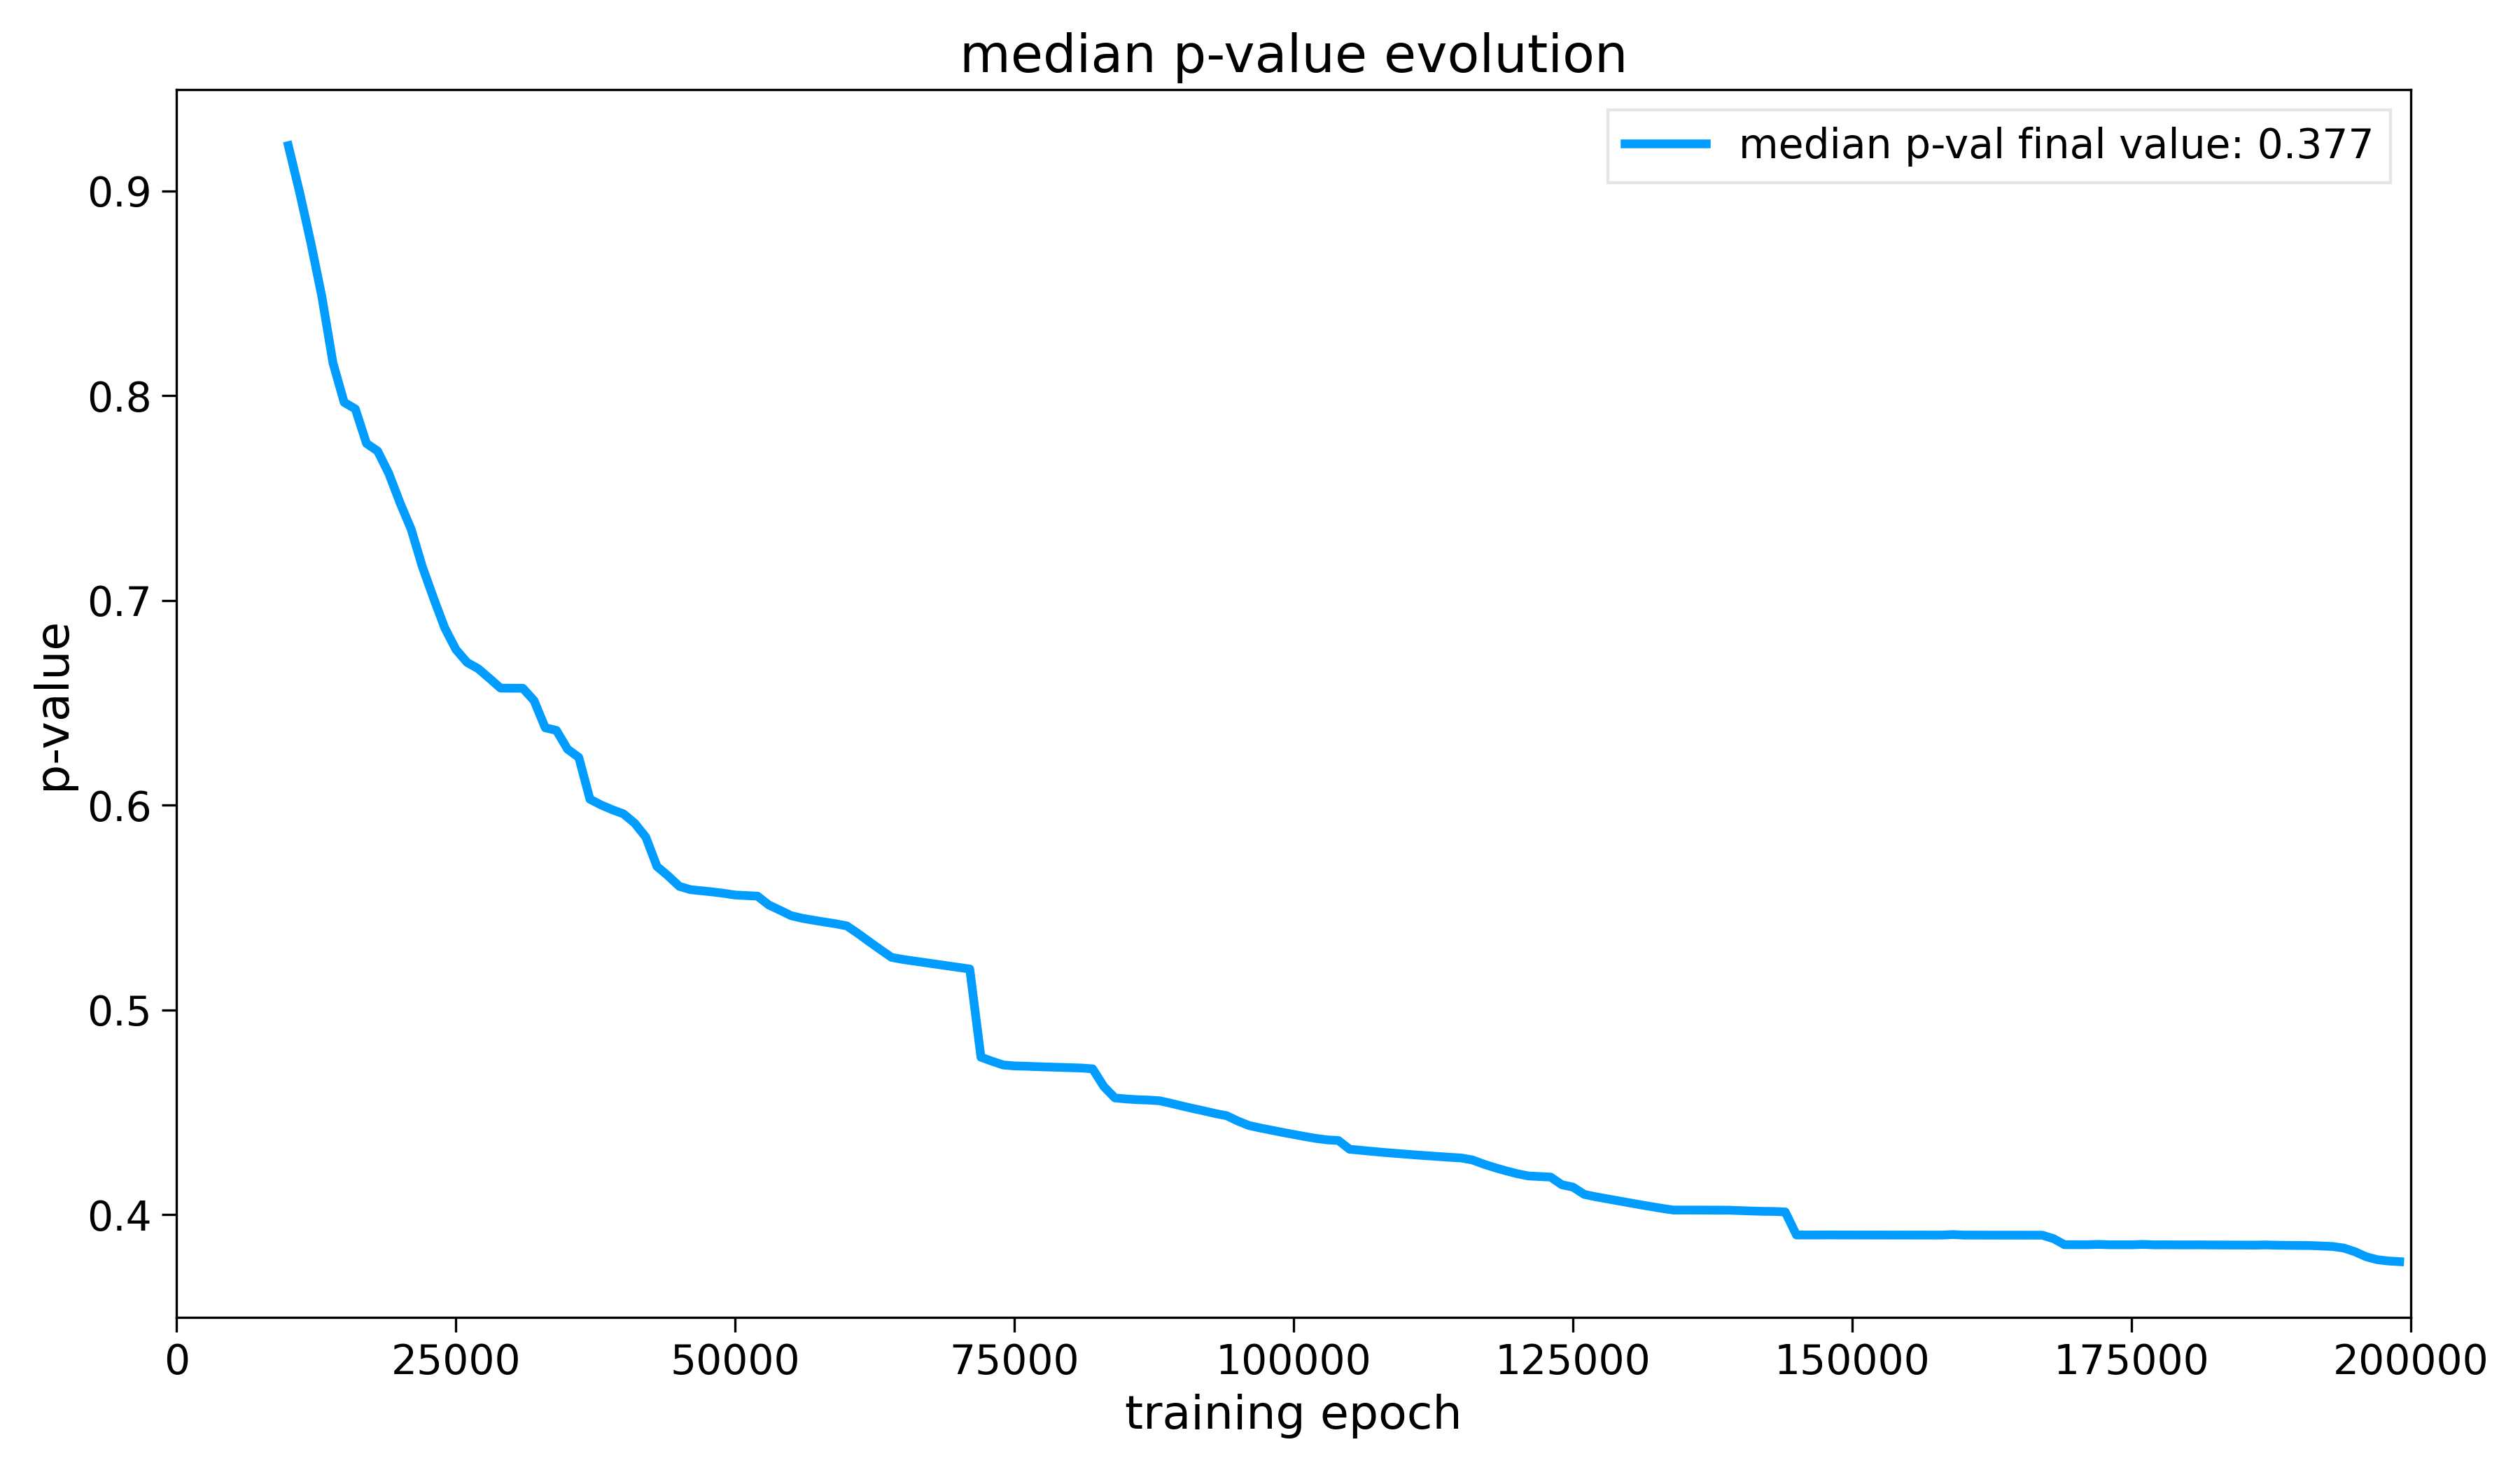 median p-value evolution
median p-val final value: 0.377
0.9
0.8
0.7
0.6
0.5
0.4
p-value
0 25000 50000 75000 100000 125000 150000 175000 200000
training epoch